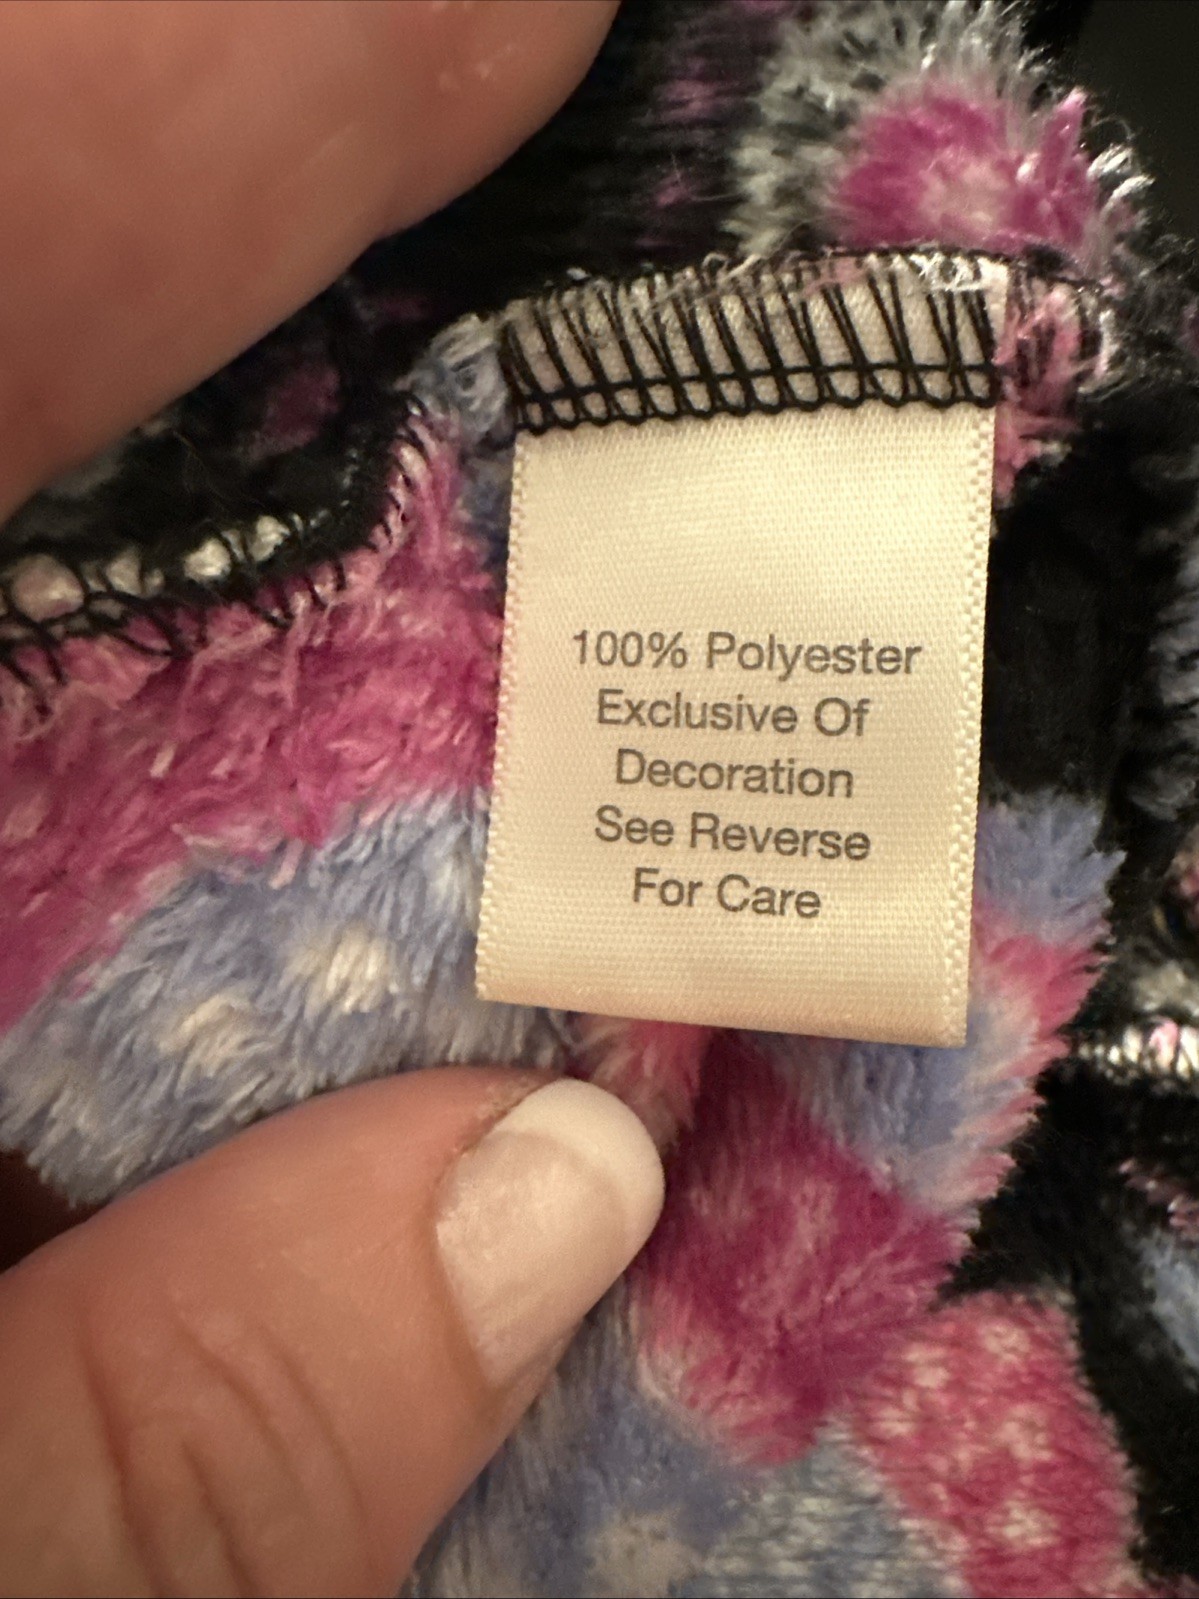 100% Polyester
Exclusive Of
Decoration
See Reverse
For Care